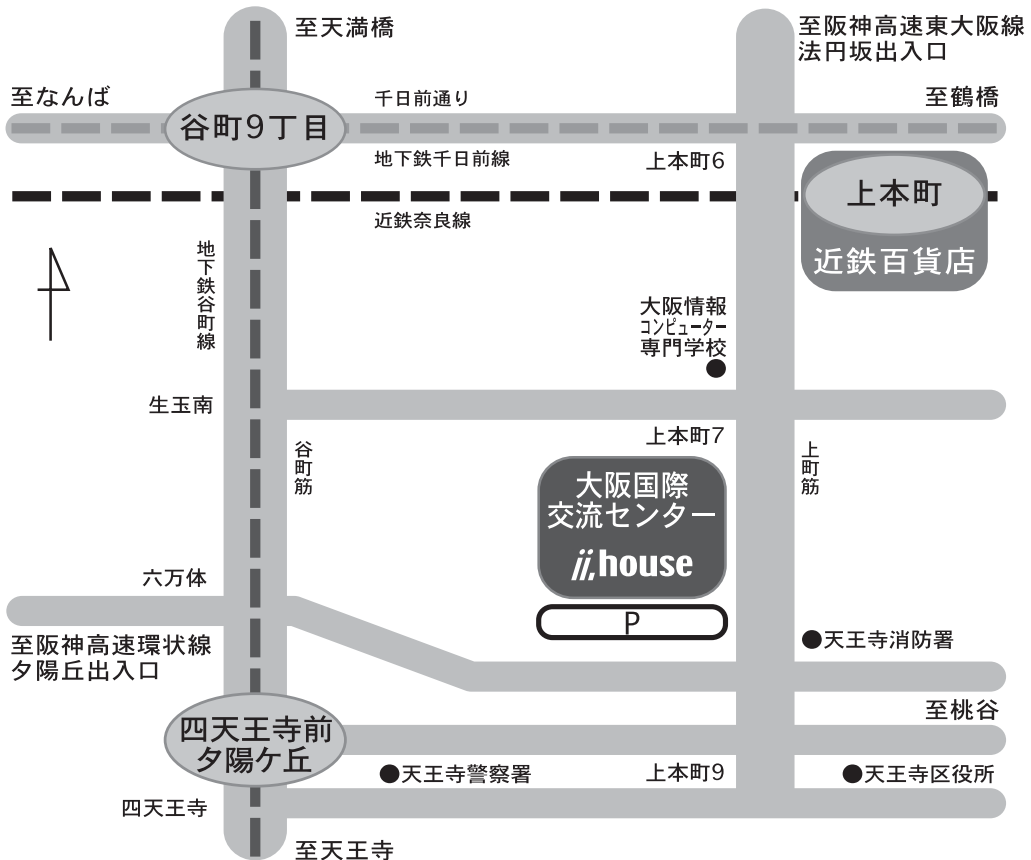 至天満橋
至阪神高速東大阪線
法円坂出入口
至なんば
千日前通り
至鶴橋
谷町9丁目
地下鉄千日前線
上本町6
上本町
近鉄奈良線
近鉄百貨店
地下鉄谷町線
大阪情報
コンピューター
専門学校
生玉南
上本町7
谷町筋
上町筋
大阪国際
交流センター
ii,house
六万体
P
至阪神高速環状線
夕陽丘出入口
天王寺消防署
至桃谷
四天王寺前
夕陽ケ丘
天王寺警察署
上本町9
天王寺区役所
四天王寺
至天王寺